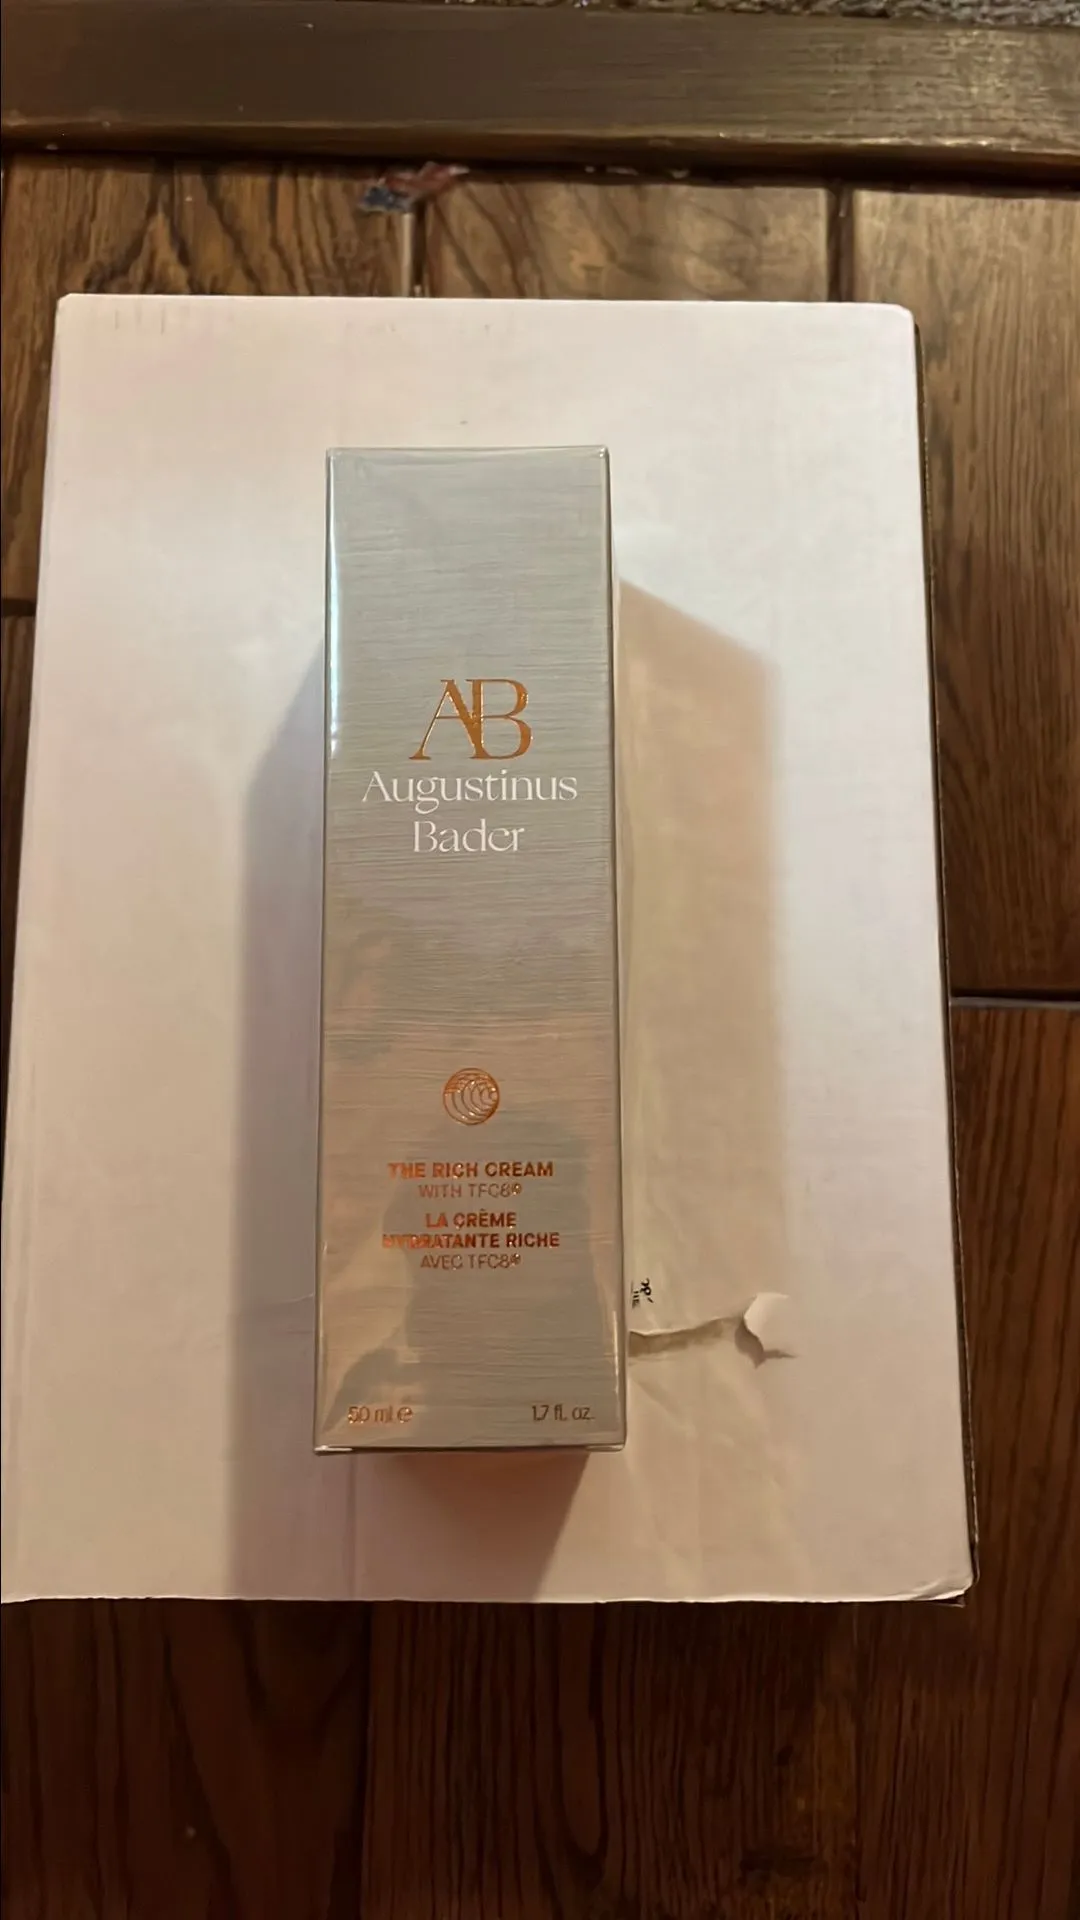 AB
Augustinus
Bader
THE RICH CREAM
WITH TFC8®
LA CRÈME
HYDRATANTE RICHE
AVEC TFC8®
50 ml ℮
1.7 fl. oz.